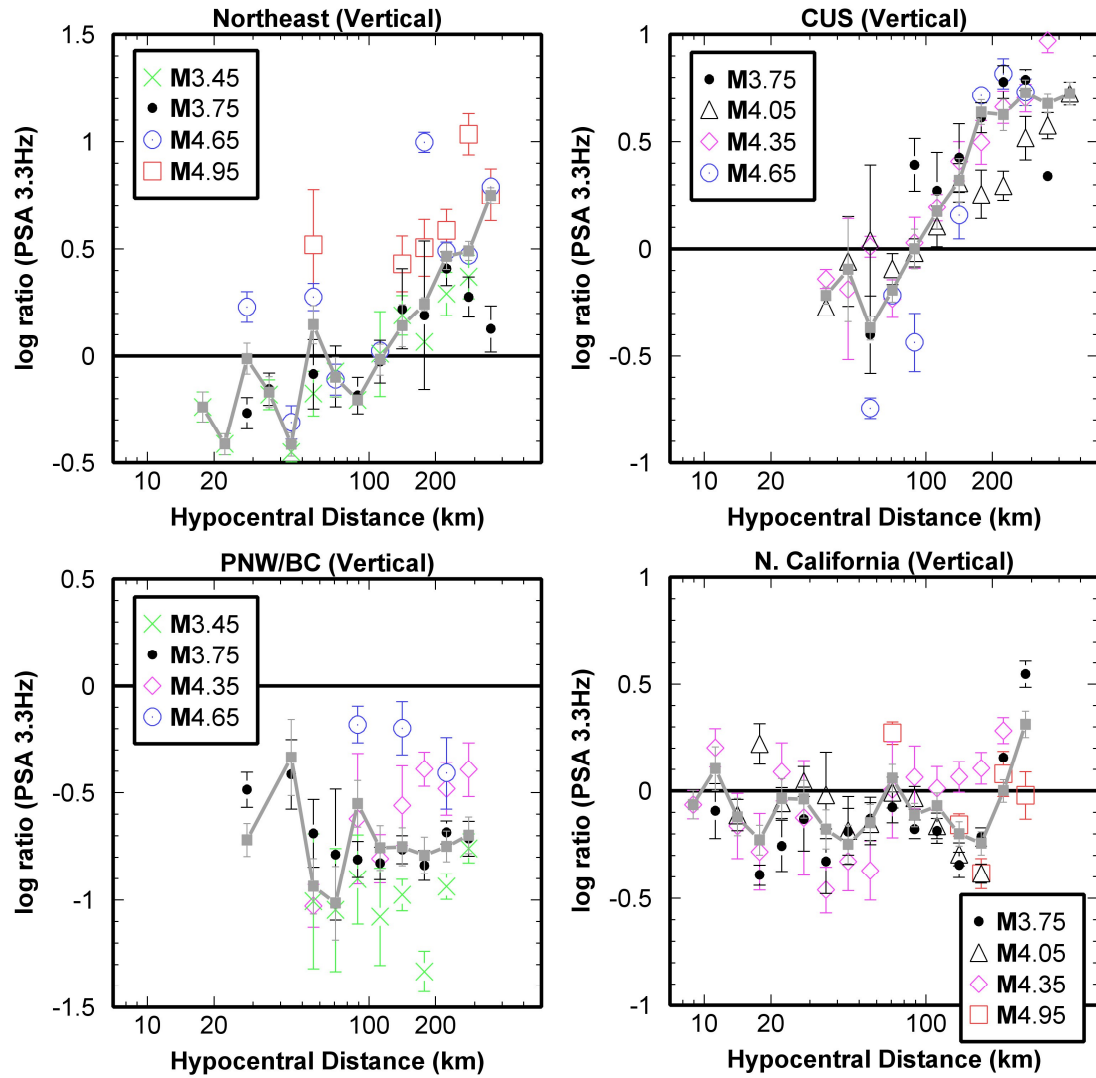 Northeast (Vertical)
1.5
1
0.5
0
-0.5
log ratio (PSA 3.3Hz)
M3.45
M3.75
M4.65
M4.95
10
20
100
200
Hypocentral Distance (km)
CUS (Vertical)
1
0.5
0
-0.5
-1
log ratio (PSA 3.3Hz)
M3.75
M4.05
M4.35
M4.65
10
20
100
200
Hypocentral Distance (km)
PNW/BC (Vertical)
0.5
0
-0.5
-1
-1.5
log ratio (PSA 3.3Hz)
M3.45
M3.75
M4.35
M4.65
10
20
100
200
Hypocentral Distance (km)
N. California (Vertical)
1
0.5
0
-0.5
-1
log ratio (PSA 3.3Hz)
M3.75
M4.05
M4.35
M4.95
10
20
100
200
Hypocentral Distance (km)